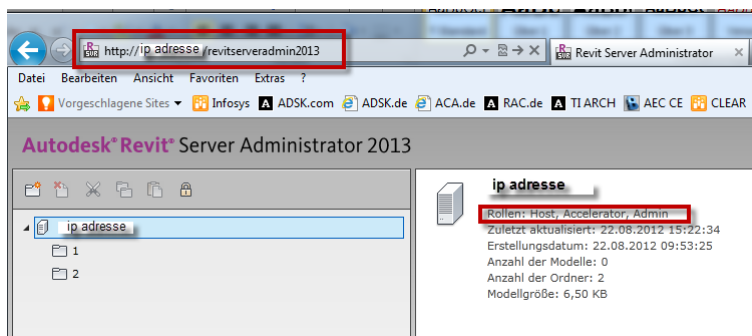 http://ip adresse/revitserveradmin2013
Revit Server Administrator
Datei Bearbeiten Ansicht Favoriten Extras ?
Vorgeschlagene Sites Infosys ADSK.com ADSK.de ACA.de RAC.de TI ARCH AEC CE CLEAR
Autodesk® Revit® Server Administrator 2013
ip adresse
1
2
ip adresse
Rollen: Host, Accelerator, Admin
Zuletzt aktualisiert: 22.08.2012 15:22:34
Erstellungsdatum: 22.08.2012 09:53:25
Anzahl der Modelle: 0
Anzahl der Ordner: 2
Modellgröße: 6,50 KB